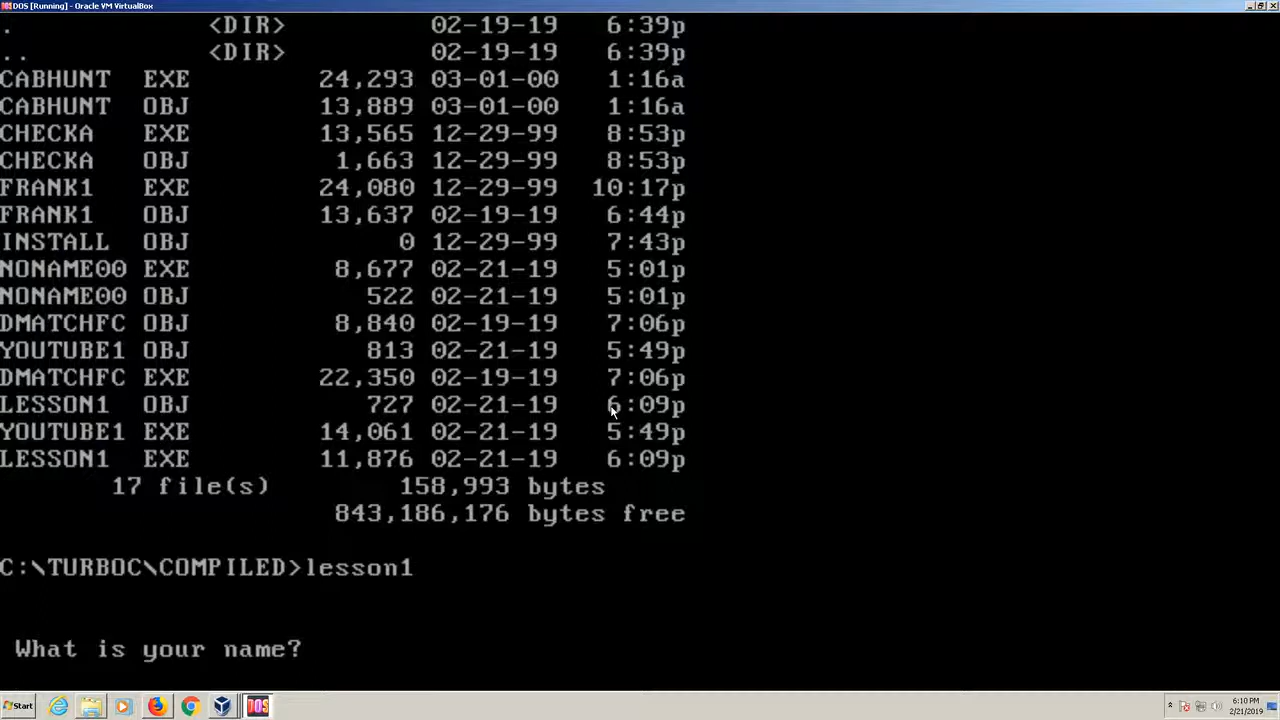 DOS [Running] - Oracle VM VirtualBox
. <DIR> 02-19-19 6:39p
.. <DIR> 02-19-19 6:39p
CABHUNT EXE 24,293 03-01-00 1:16a
CABHUNT OBJ 13,889 03-01-00 1:16a
CHECKA EXE 13,565 12-29-99 8:53p
CHECKA OBJ 1,663 12-29-99 8:53p
FRANK1 EXE 24,080 12-29-99 10:17p
FRANK1 OBJ 13,637 02-19-19 6:44p
INSTALL OBJ 0 12-29-99 7:43p
NONAME00 EXE 8,677 02-21-19 5:01p
NONAME00 OBJ 522 02-21-19 5:01p
DMATCHFC OBJ 8,840 02-19-19 7:06p
YOUTUBE1 OBJ 813 02-21-19 5:49p
DMATCHFC EXE 22,350 02-19-19 7:06p
LESSON1 OBJ 727 02-21-19 6:09p
YOUTUBE1 EXE 14,061 02-21-19 5:49p
LESSON1 EXE 11,876 02-21-19 6:09p
17 file(s) 158,993 bytes
843,186,176 bytes free
C:\TURBOC\COMPILED>lesson1
What is your name?
Start
DOS
6:10 PM
2/21/2019